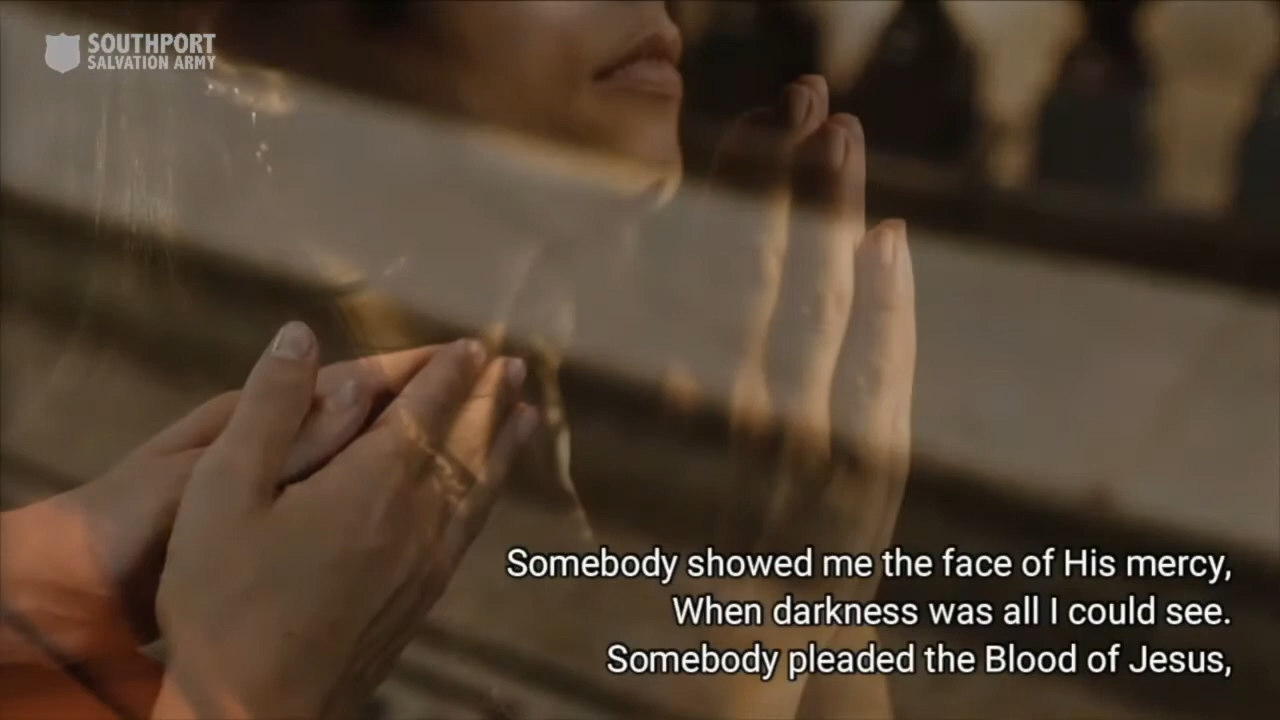 SOUTHPORT
SALVATION ARMY
Somebody showed me the face of His mercy,
When darkness was all I could see.
Somebody pleaded the Blood of Jesus,